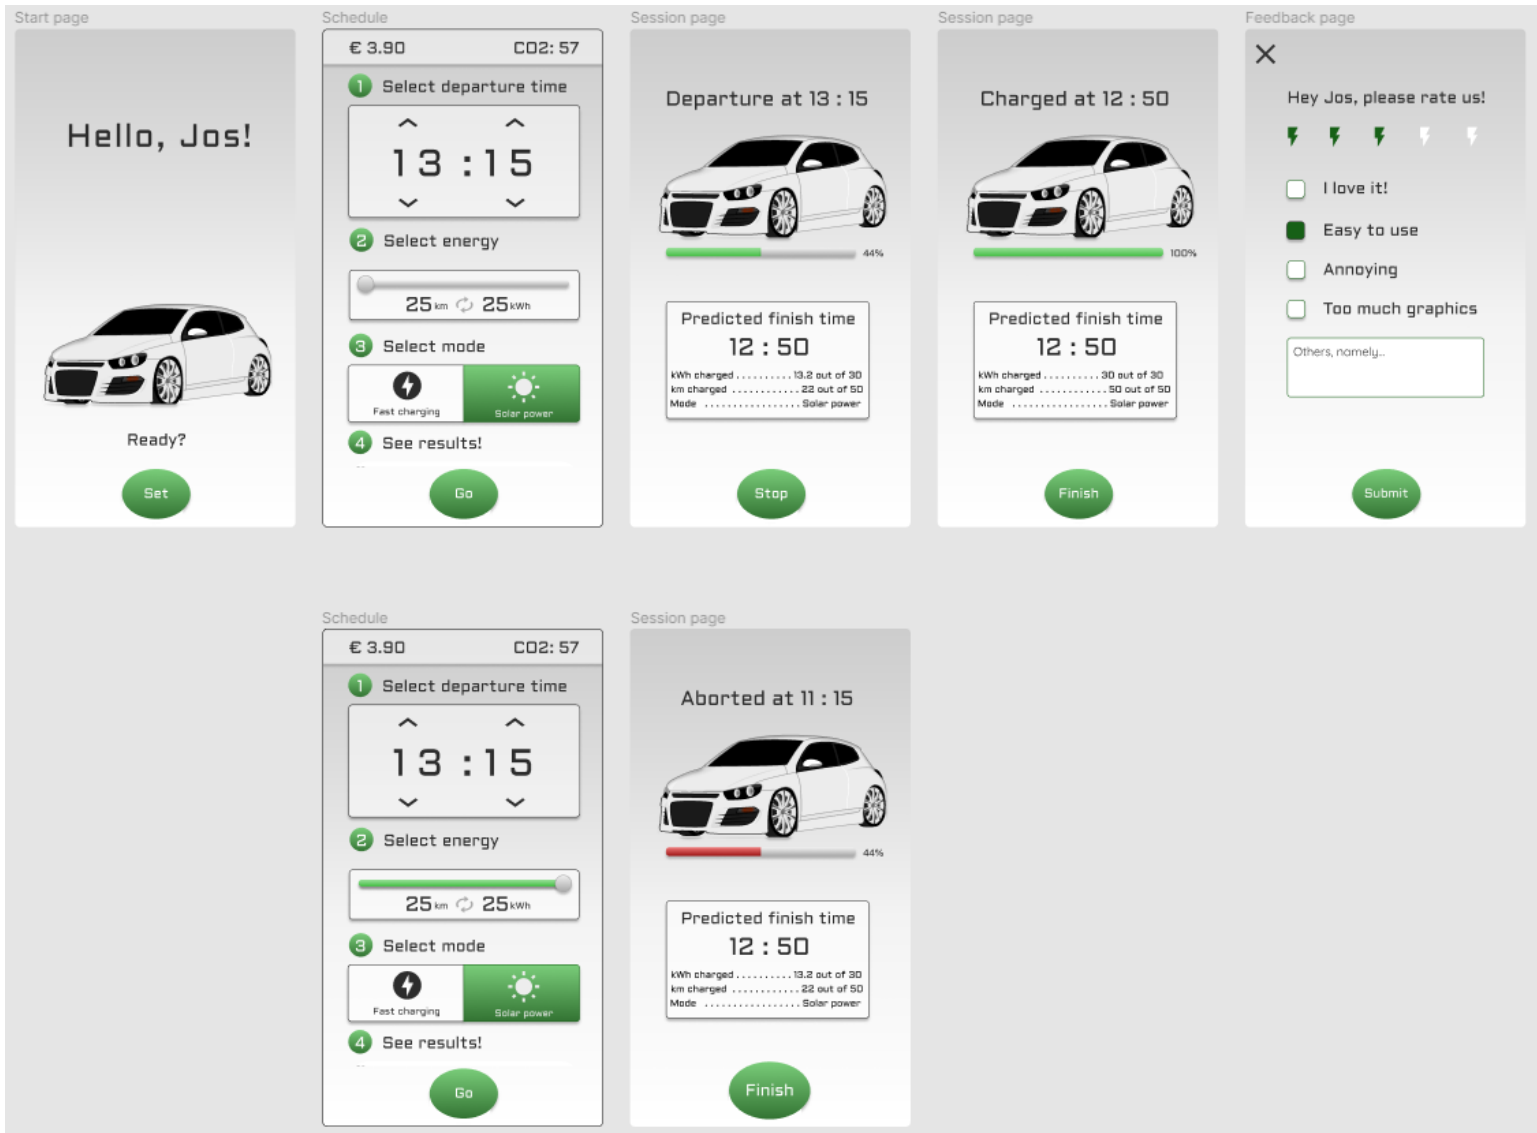 Start page
Hello, Jos!
Ready?
Set
Schedule
€ 3.90 CO2: 57
1 Select departure time
13 : 15
2 Select energy
25 km 25 kWh
3 Select mode
Fast charging Solar power
4 See results!
Go
Session page
Departure at 13 : 15
44%
Predicted finish time
12 : 50
kWh charged .......... 13.2 out of 30
km charged ............ 22 out of 50
Mode ................. Solar power
Stop
Session page
Charged at 12 : 50
100%
Predicted finish time
12 : 50
kWh charged .......... 30 out of 30
km charged ............ 50 out of 50
Mode ................. Solar power
Finish
Feedback page
Hey Jos, please rate us!
I love it!
Easy to use
Annoying
Too much graphics
Others, namely...
Submit
Schedule
€ 3.90 CO2: 57
1 Select departure time
13 : 15
2 Select energy
25 km 25 kWh
3 Select mode
Fast charging Solar power
4 See results!
Go
Session page
Aborted at 11 : 15
44%
Predicted finish time
12 : 50
kWh charged .......... 13.2 out of 30
km charged ............ 22 out of 50
Mode ................. Solar power
Finish